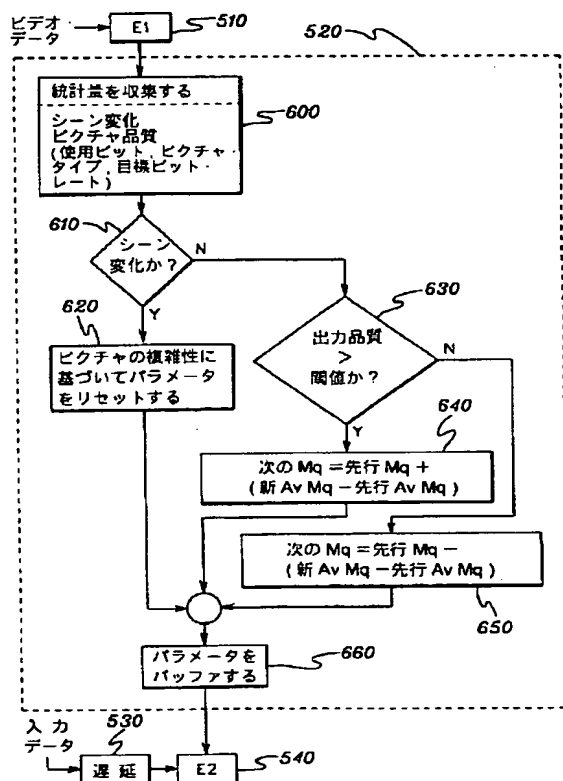 ビデオ
データ
E1
510
520
統計量を収集する
シーン変化
ピクチャ品質
(使用ビット、ピクチャ・
タイプ、目標ビット・
レート)
600
610
シーン
変化か？
N
Y
620
ピクチャの複雑性に
基づいてパラメータ
をリセットする
630
出力品質
>
閾値か？
N
Y
640
次の Mq =先行 Mq +
(新 Av Mq −先行 Av Mq )
次の Mq =先行 Mq −
(新 Av Mq −先行 Av Mq )
650
パラメータを
バッファする
660
入力
データ
530
遅延
E2
540